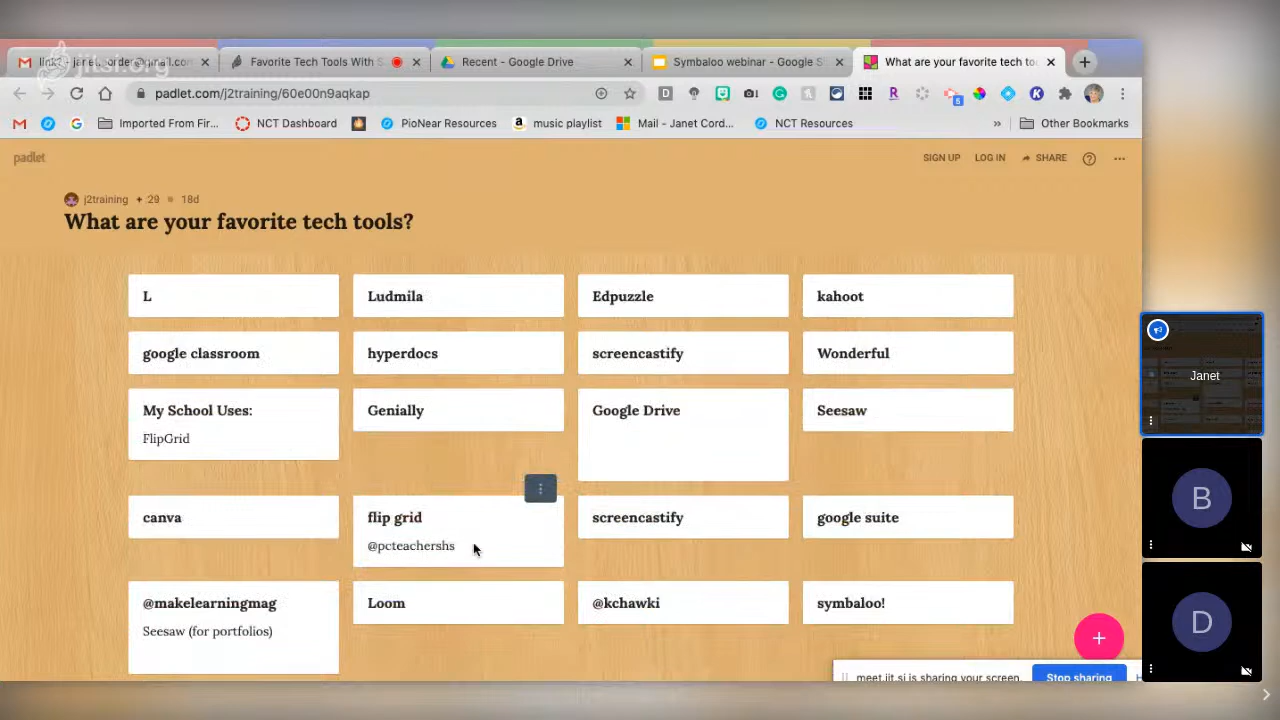 jitsi.org
Favorite Tech Tools With S
Recent - Google Drive
Symbaloo webinar - Google S
What are your favorite tech to
padlet.com/j2training/60e00n9aqkap
Imported From Fir...
NCT Dashboard
PioNear Resources
music playlist
Mail - Janet Cord...
NCT Resources
»
Other Bookmarks
padlet
SIGN UP
LOG IN
SHARE
j2training + 29 18d
What are your favorite tech tools?
L
Ludmila
Edpuzzle
kahoot
google classroom
hyperdocs
screencastify
Wonderful
My School Uses:
FlipGrid
Genially
Google Drive
Seesaw
canva
flip grid
@pcteachershs
screencastify
google suite
@makelearningmag
Seesaw (for portfolios)
Loom
@kchawki
symbaloo!
meet.jit.si is sharing your screen.
Stop sharing
Janet
B
D